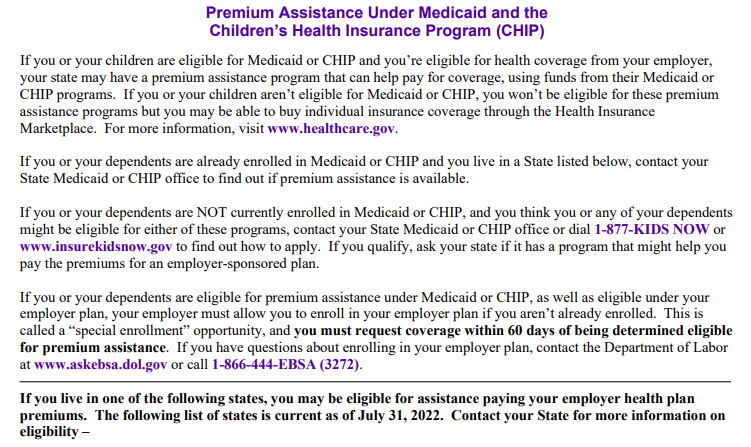 Premium Assistance Under Medicaid and the
Children’s Health Insurance Program (CHIP)
If you or your children are eligible for Medicaid or CHIP and you’re eligible for health coverage from your employer,
your state may have a premium assistance program that can help pay for coverage, using funds from their Medicaid or
CHIP programs.  If you or your children aren’t eligible for Medicaid or CHIP, you won’t be eligible for these premium
assistance programs but you may be able to buy individual insurance coverage through the Health Insurance
Marketplace.  For more information, visit www.healthcare.gov.
If you or your dependents are already enrolled in Medicaid or CHIP and you live in a State listed below, contact your
State Medicaid or CHIP office to find out if premium assistance is available.
If you or your dependents are NOT currently enrolled in Medicaid or CHIP, and you think you or any of your dependents
might be eligible for either of these programs, contact your State Medicaid or CHIP office or dial 1-877-KIDS NOW or
www.insurekidsnow.gov to find out how to apply.  If you qualify, ask your state if it has a program that might help you
pay the premiums for an employer-sponsored plan.
If you or your dependents are eligible for premium assistance under Medicaid or CHIP, as well as eligible under your
employer plan, your employer must allow you to enroll in your employer plan if you aren’t already enrolled.  This is
called a “special enrollment” opportunity, and you must request coverage within 60 days of being determined eligible
for premium assistance.  If you have questions about enrolling in your employer plan, contact the Department of Labor
at www.askebsa.dol.gov or call 1-866-444-EBSA (3272).
If you live in one of the following states, you may be eligible for assistance paying your employer health plan
premiums.  The following list of states is current as of July 31, 2022.  Contact your State for more information on
eligibility –